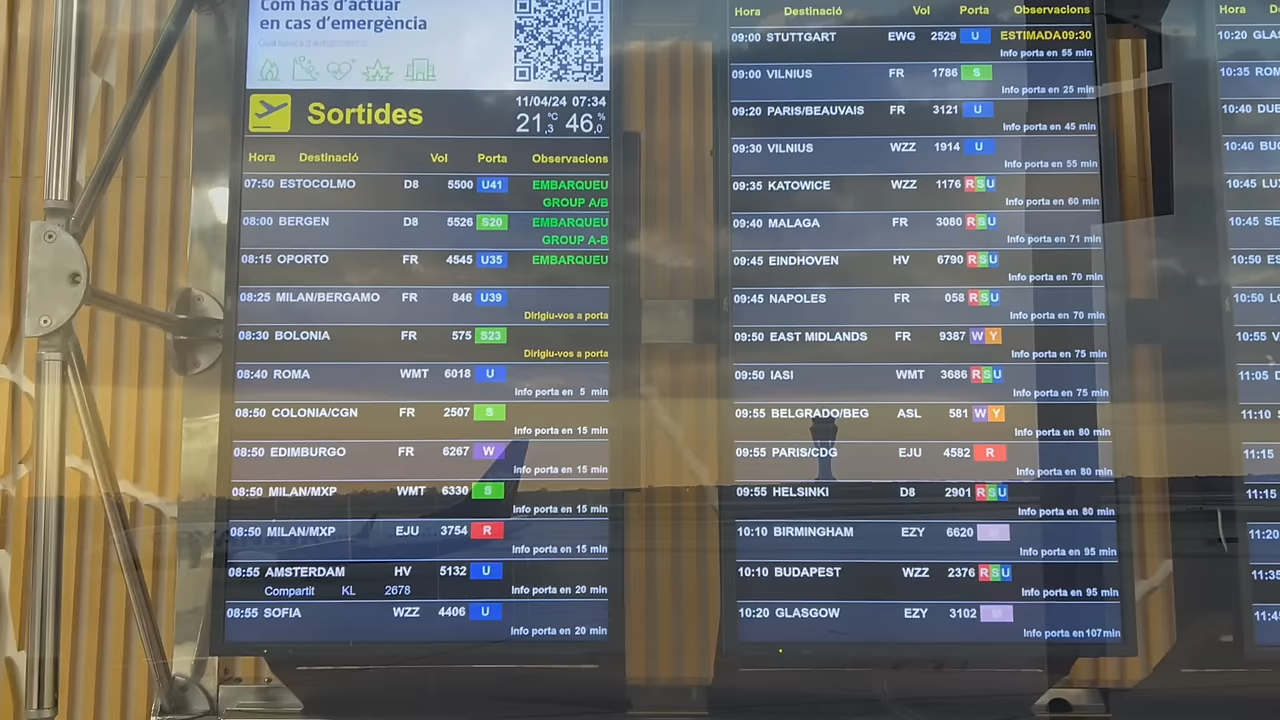 Com has d'actuar
en cas d'emergència
Sortides
11/04/24 07:34
21,3 °C 46,0 %
Hora Destinació Vol Porta Observacions
07:50 ESTOCOLMO D8 5500 U41 EMBARQUEU
GROUP A/B
08:00 BERGEN D8 5526 S20 EMBARQUEU
GROUP A-B
08:15 OPORTO FR 4545 U35 EMBARQUEU
08:25 MILAN/BERGAMO FR 846 U39
Dirigiu-vos a porta
08:30 BOLONIA FR 575 S23
Dirigiu-vos a porta
08:40 ROMA WMT 6018 U
Info porta en 5 min
08:50 COLONIA/CGN FR 2507 S
Info porta en 15 min
08:50 EDIMBURGO FR 6267 W
Info porta en 15 min
08:50 MILAN/MXP WMT 6330 S
Info porta en 15 min
08:50 MILAN/MXP EJU 3754 R
Info porta en 15 min
08:55 AMSTERDAM HV 5132 U
Compartit KL 2678 Info porta en 20 min
08:55 SOFIA WZZ 4406 U
Info porta en 20 min
Hora Destinació Vol Porta Observacions
09:00 STUTTGART EWG 2529 U ESTIMADA09:30
Info porta en 55 min
09:00 VILNIUS FR 1786 S
Info porta en 25 min
09:20 PARIS/BEAUVAIS FR 3121 U
Info porta en 45 min
09:30 VILNIUS WZZ 1914 U
Info porta en 55 min
09:35 KATOWICE WZZ 1176 RSU
Info porta en 60 min
09:40 MALAGA FR 3080 RSU
Info porta en 71 min
09:45 EINDHOVEN HV 6790 RSU
Info porta en 70 min
09:45 NAPOLES FR 058 RSU
Info porta en 70 min
09:50 EAST MIDLANDS FR 9387 W Y
Info porta en 75 min
09:50 IASI WMT 3686 RSU
Info porta en 75 min
09:55 BELGRADO/BEG ASL 581 W Y
Info porta en 80 min
09:55 PARIS/CDG EJU 4582 R
Info porta en 80 min
09:55 HELSINKI D8 2901 RSU
Info porta en 80 min
10:10 BIRMINGHAM EZY 6620
Info porta en 95 min
10:10 BUDAPEST WZZ 2376 RSU
Info porta en 95 min
10:20 GLASGOW EZY 3102
Info porta en 107 min
Hora
10:20 GLAS
10:35 ROM
10:40 DUB
10:40 BUC
10:45 LUX
10:45 SE
10:50 ES
10:50 LO
10:55 V
11:05 D
11:10
11:15
11:15
11:20
11:35
11:45